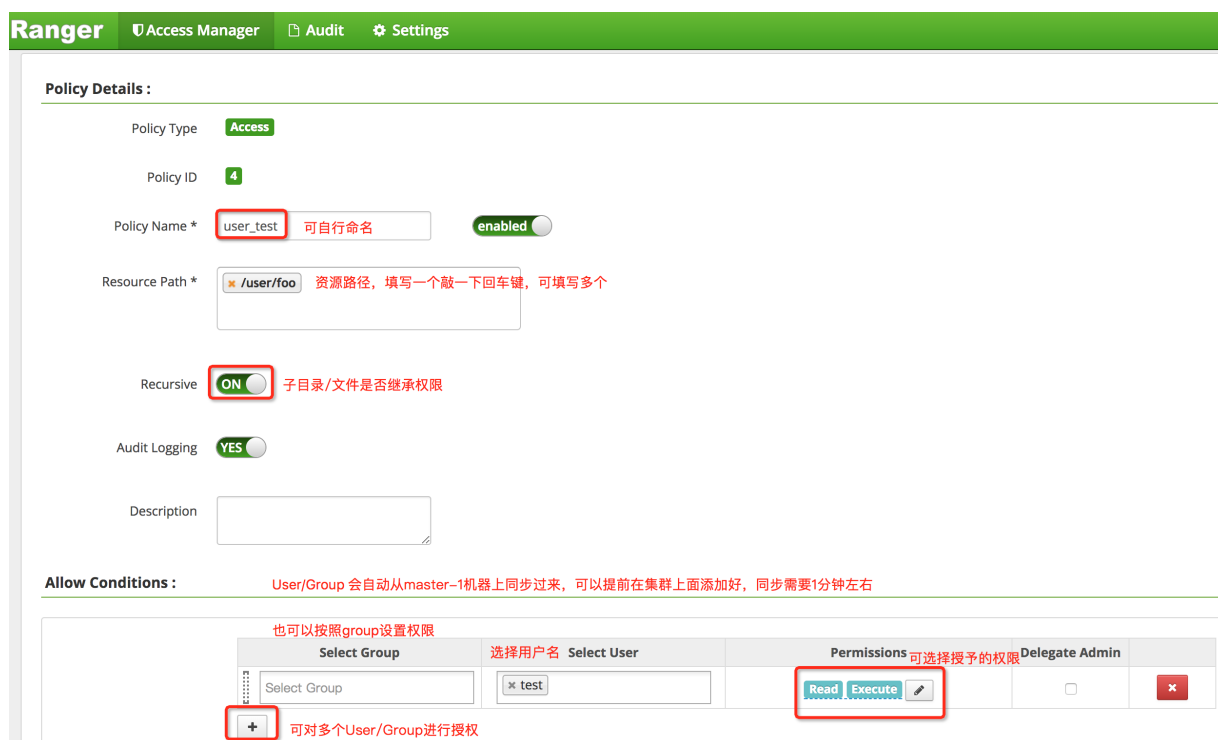 Ranger Access Manager Audit Settings
Policy Details :
Policy Type Access
Policy ID 4
Policy Name * user_test 可自行命名 enabled
Resource Path * × /user/foo 资源路径，填写一个敲一下回车键，可填写多个
Recursive ON 子目录/文件是否继承权限
Audit Logging YES
Description
Allow Conditions : User/Group 会自动从master-1机器上同步过来，可以提前在集群上面添加好，同步需要1分钟左右
也可以按照group设置权限
Select Group 选择用户名 Select User Permissions 可选择授予的权限 Delegate Admin
Select Group × test Read Execute ×
+ 可对多个User/Group进行授权